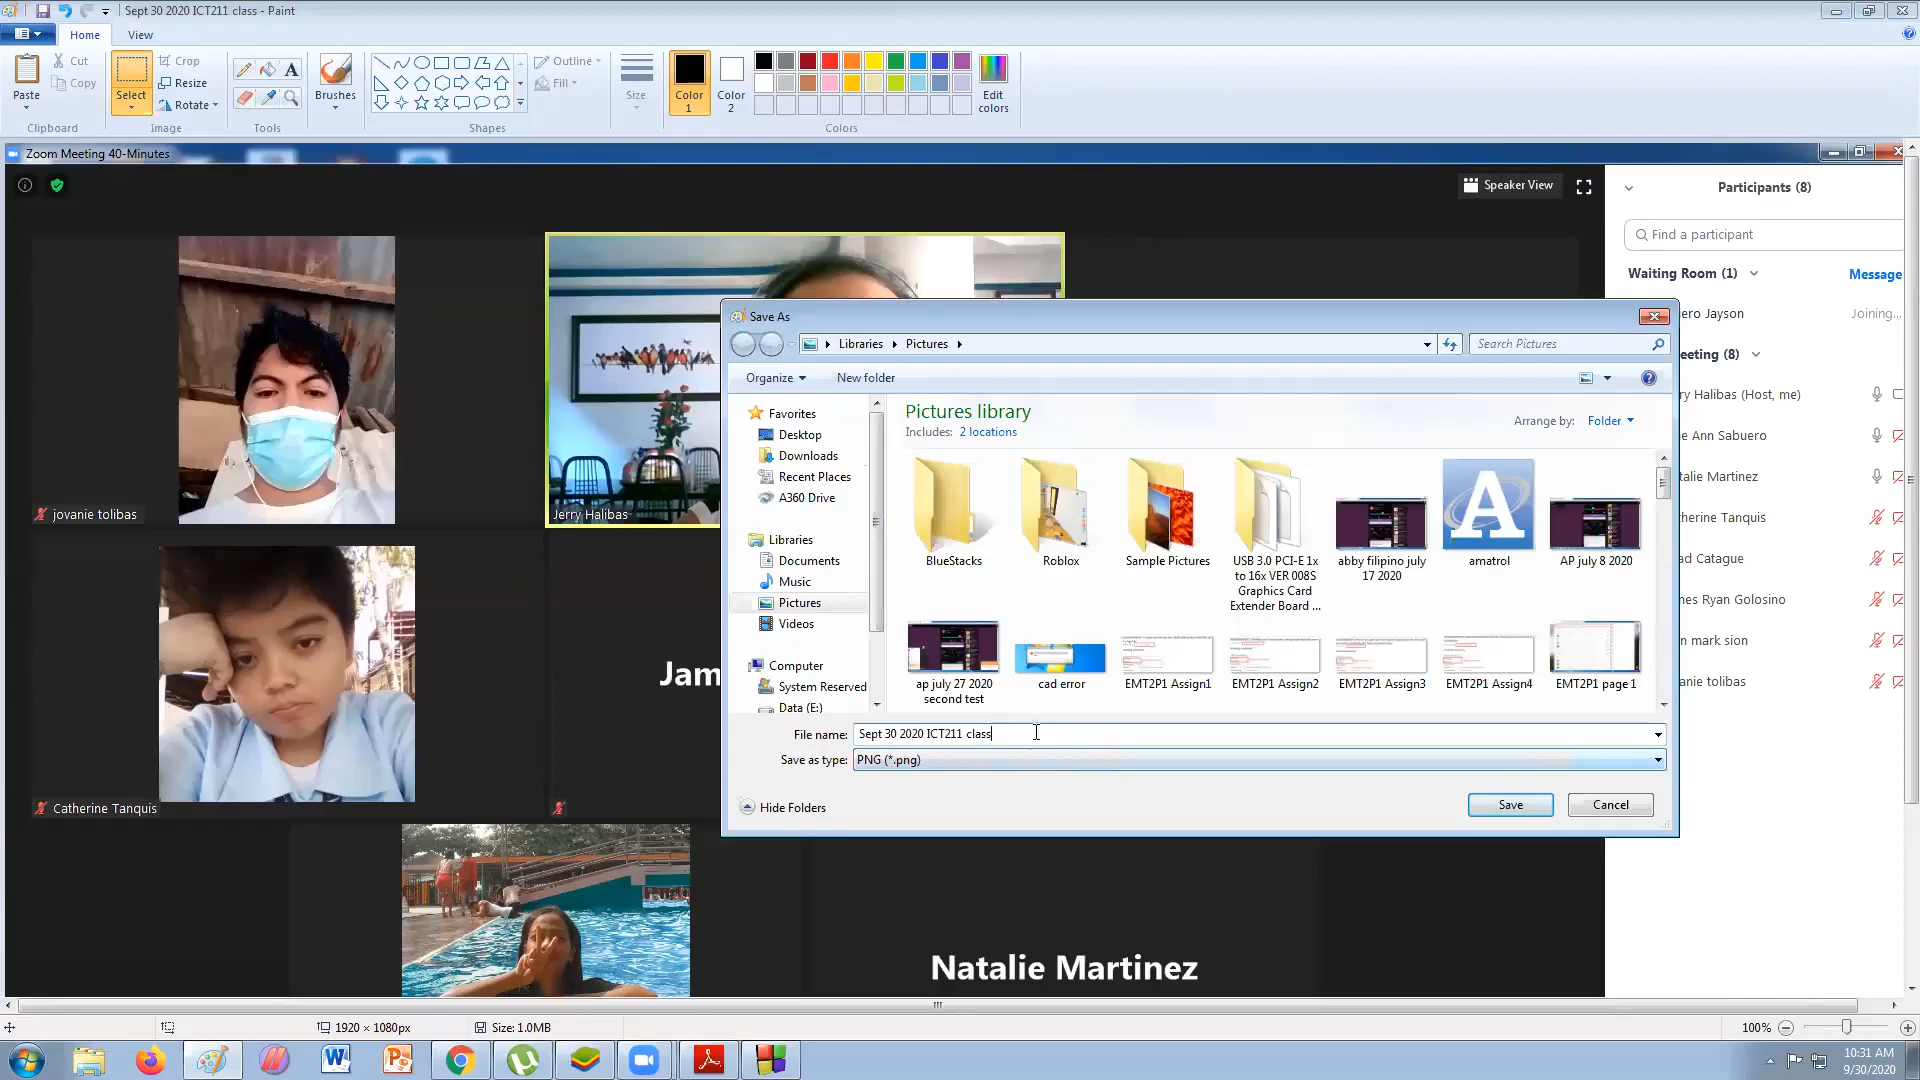 Sept 30 2020 ICT211 class - Paint
Home View
Paste
Cut
Copy
Clipboard
Select
Crop
Resize
Rotate
Image
Tools
Brushes
Shapes
Outline
Fill
Size
Color 1
Color 2
Colors
Edit colors
Zoom Meeting 40-Minutes
Speaker View
Participants (8)
Find a participant
Waiting Room (1)
Message
ero Jayson
Joining...
eeting (8)
ry Halibas (Host, me)
e Ann Sabuero
talie Martinez
therine Tanquis
ad Catague
mes Ryan Golosino
n mark sion
anie tolibas
jovanie tolibas
Jerry Halibas
Catherine Tanquis
Jam
Natalie Martinez
Save As
Libraries
Pictures
Search Pictures
Organize
New folder
Favorites
Desktop
Downloads
Recent Places
A360 Drive
Libraries
Documents
Music
Pictures
Videos
Computer
System Reserved
Data (E:)
Pictures library
Includes: 2 locations
Arrange by: Folder
BlueStacks
Roblox
Sample Pictures
USB 3.0 PCI-E 1x
to 16x VER 008S
Graphics Card
Extender Board ...
abby filipino july
17 2020
amatrol
AP july 8 2020
ap july 27 2020
second test
cad error
EMT2P1 Assign1
EMT2P1 Assign2
EMT2P1 Assign3
EMT2P1 Assign4
EMT2P1 page 1
File name: Sept 30 2020 ICT211 class
Save as type: PNG (*.png)
Hide Folders
Save
Cancel
1920 × 1080px
Size: 1.0MB
100%
10:31 AM
9/30/2020